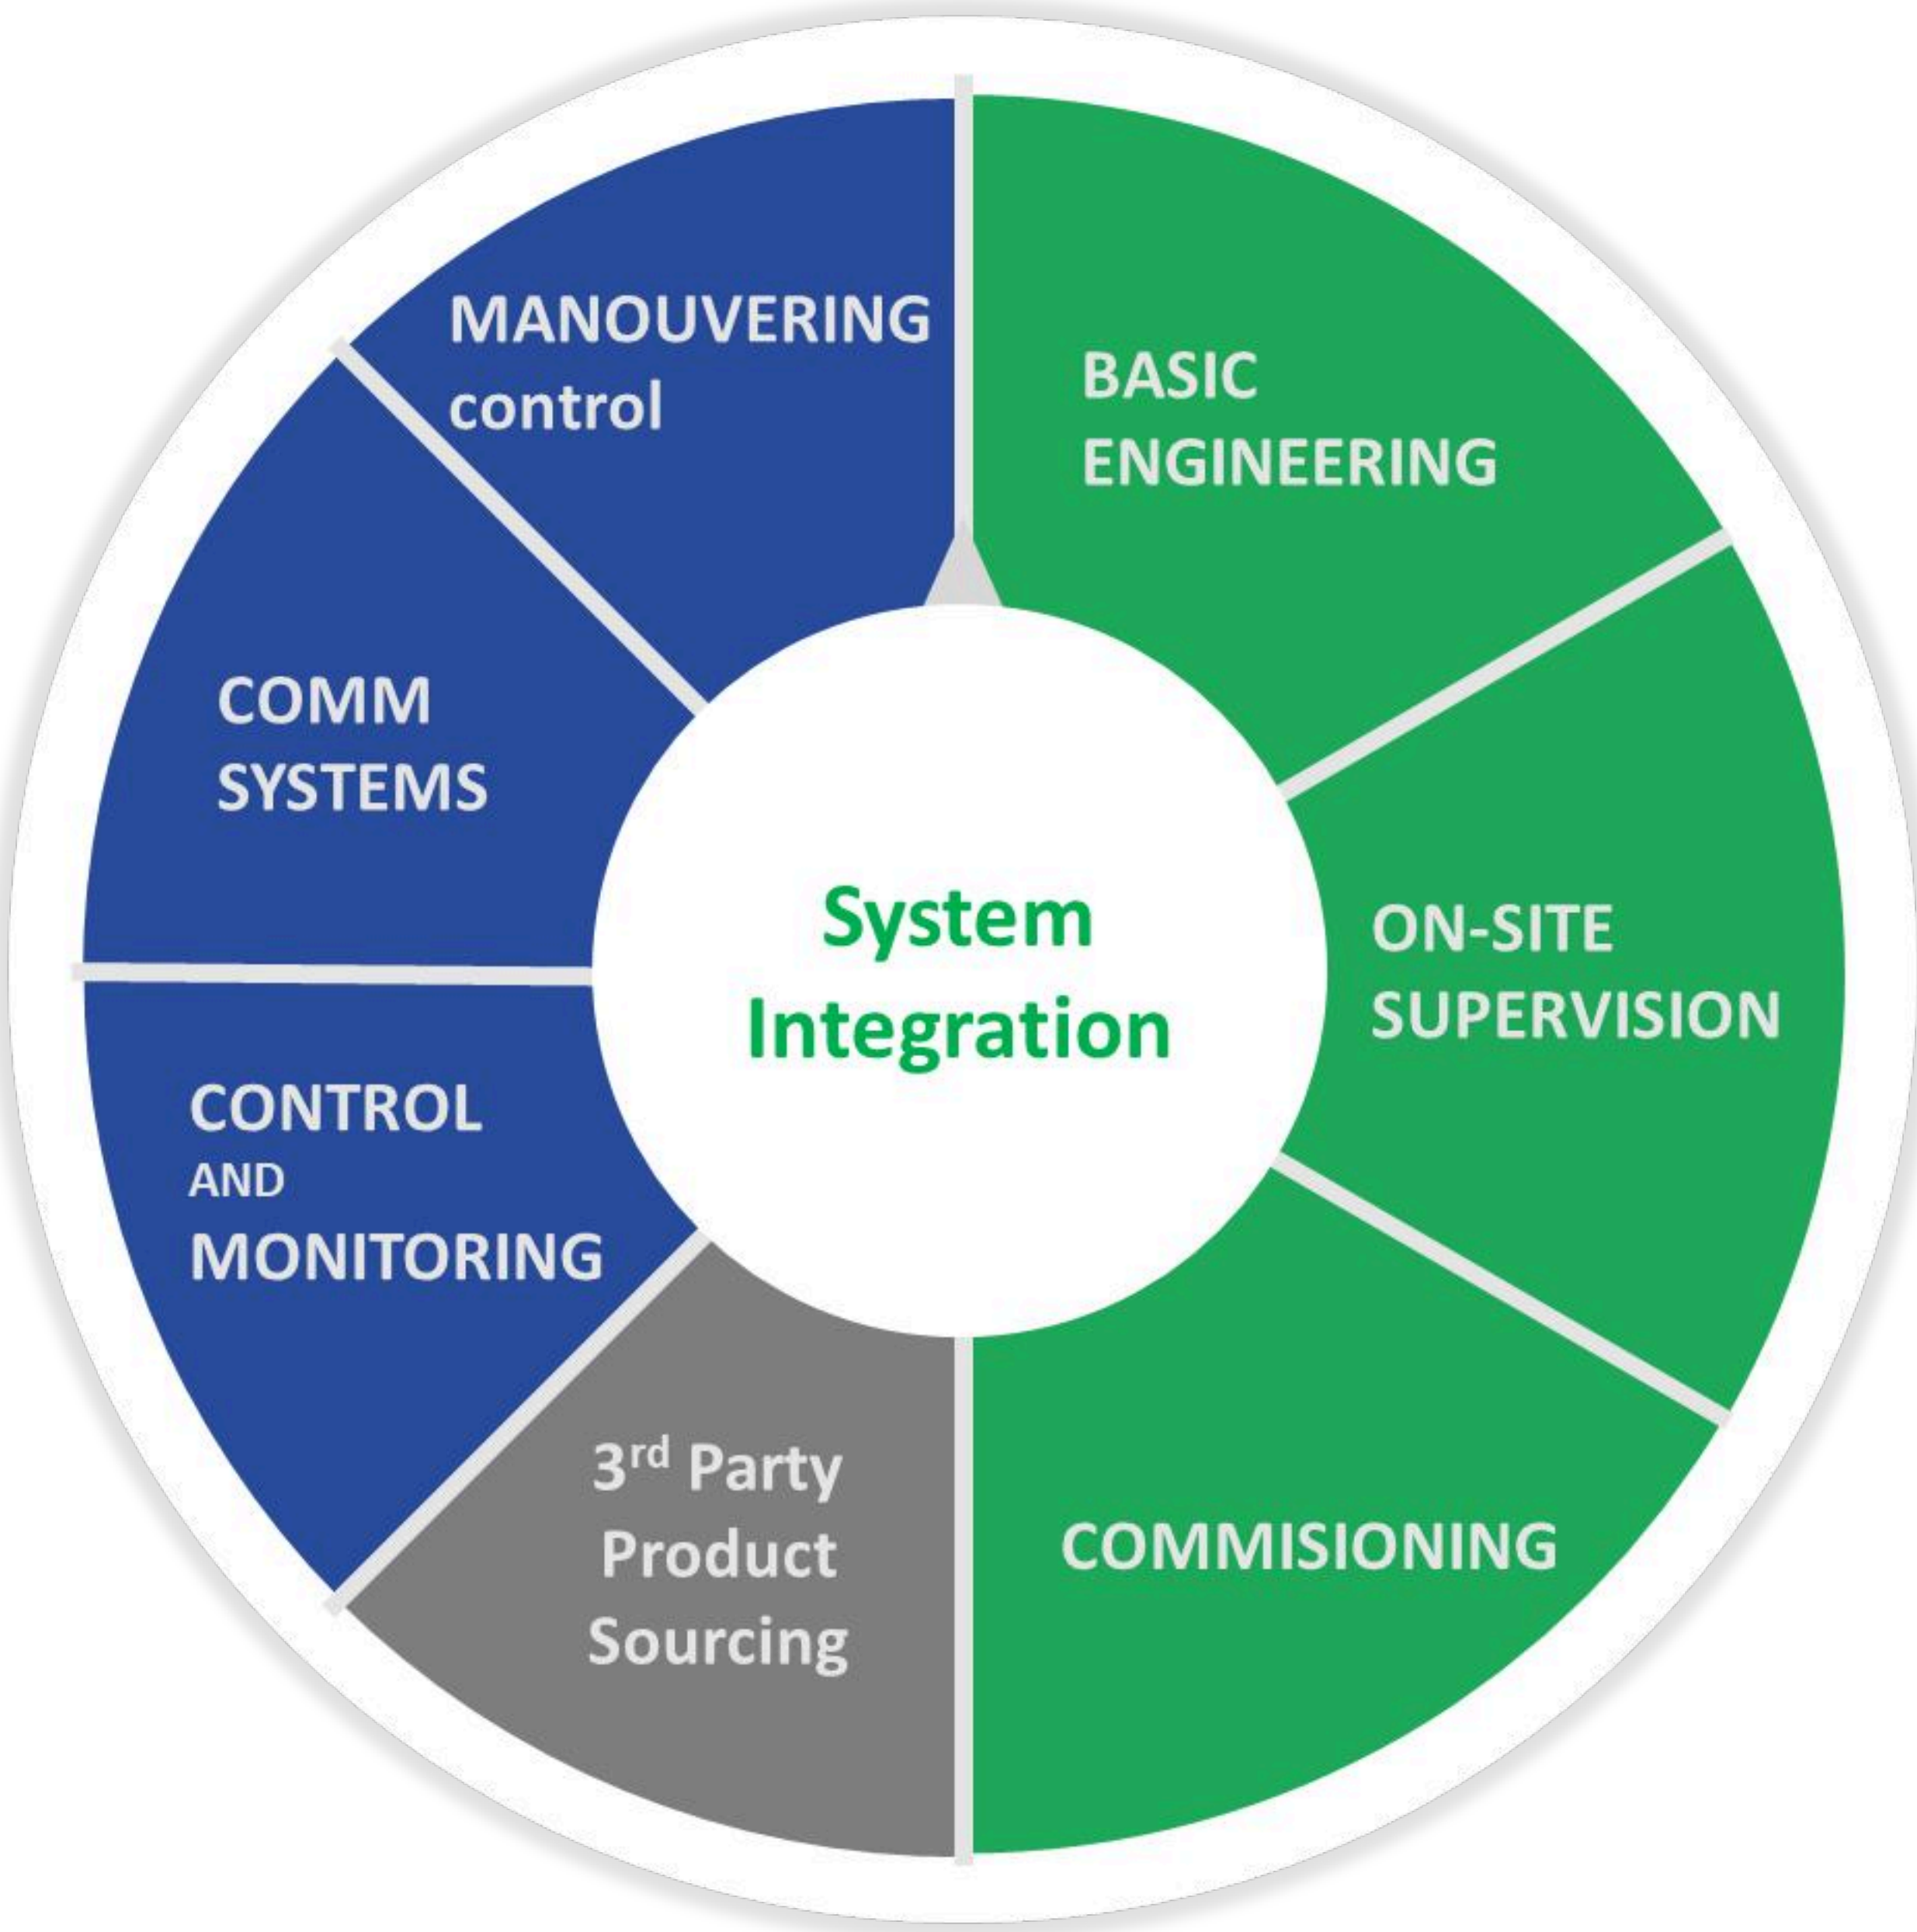 MANOUVERING
control
BASIC
ENGINEERING
COMM
SYSTEMS
System
Integration
ON-SITE
SUPERVISION
CONTROL
AND
MONITORING
3rd Party
Product
Sourcing
COMMISIONING